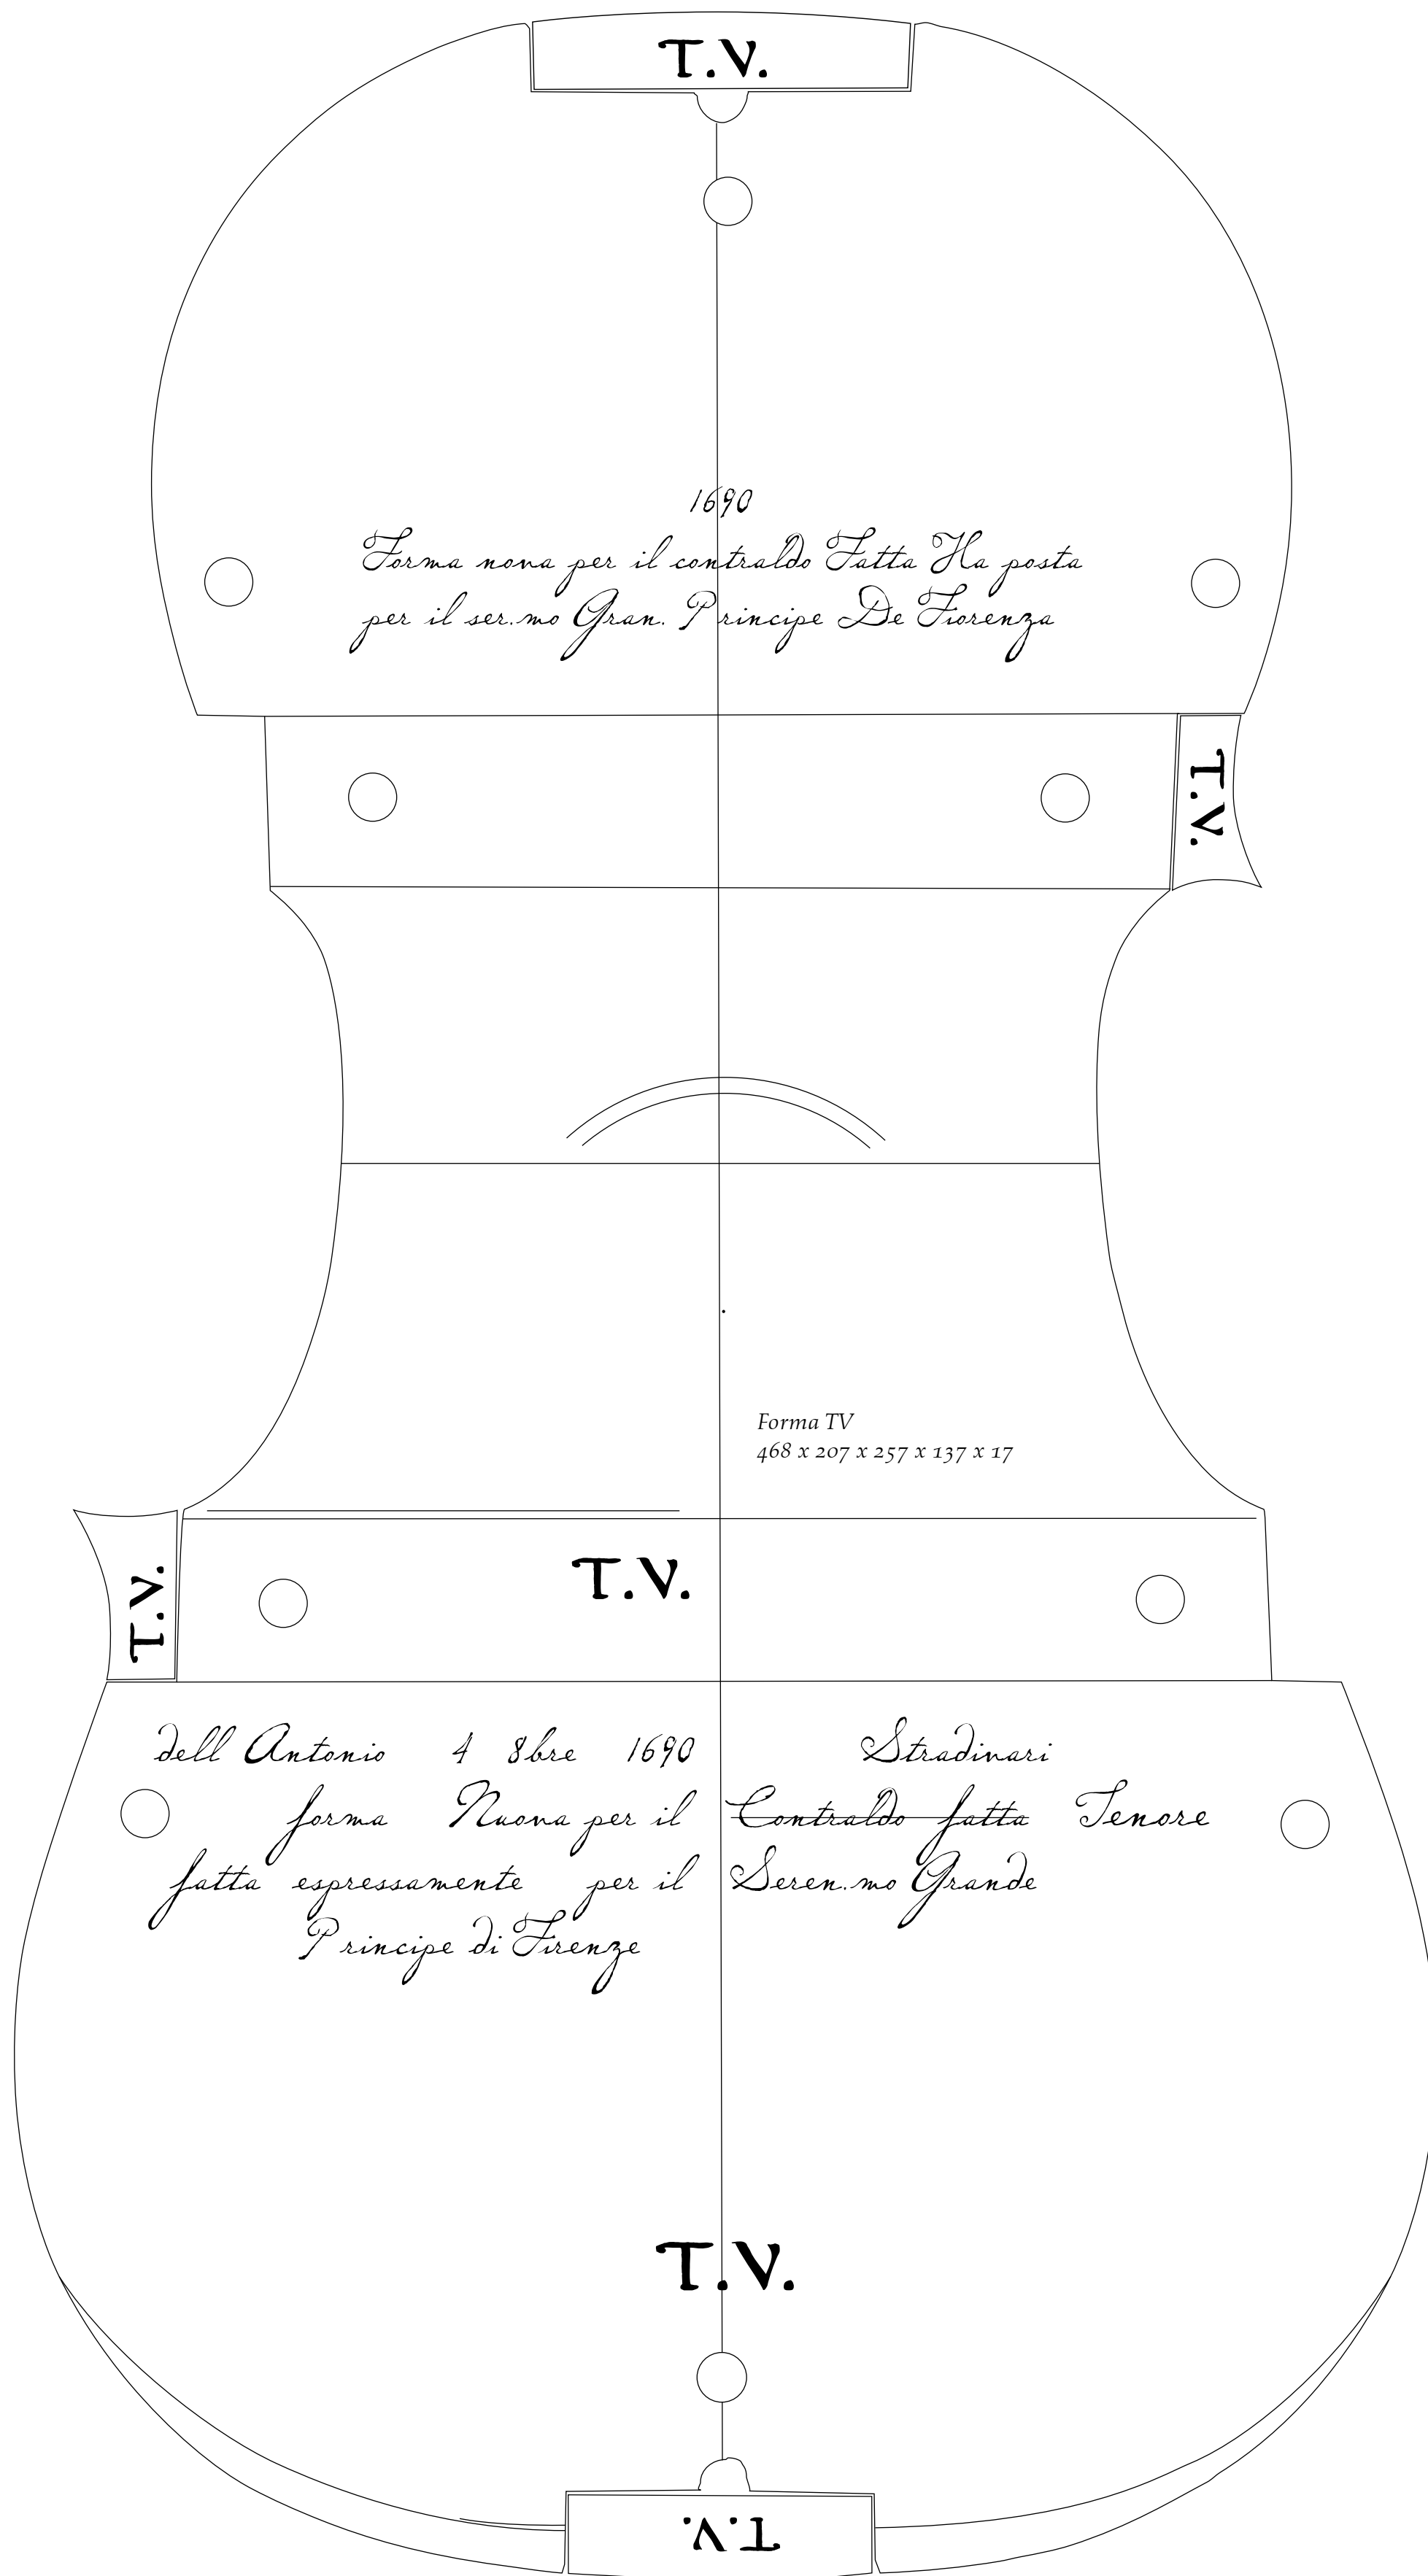 T.V.
1690
Forma nova per il contraldo Fatta Ha posta
per il ser.mo Gran. Principe De Fiorenza
T.V.
Forma TV
468 x 207 x 257 x 137 x 17
T.V.
T.V.
dell Antonio 4 8bre 1690 Stradivari
forma Nuova per il Contraldo fatta Tenore
fatta espressamente per il Seren.mo Grande
Principe di Firenze
T.V.
T.V.